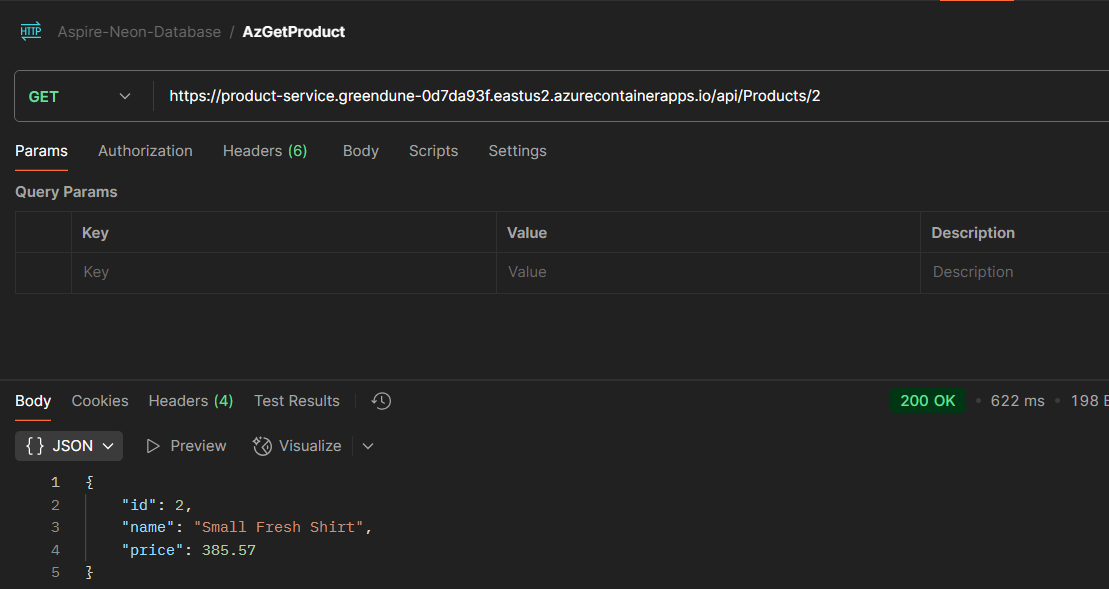 HTTP Aspire-Neon-Database / AzGetProduct
GET https://product-service.greendune-0d7da93f.eastus2.azurecontainerapps.io/api/Products/2
Params Authorization Headers (6) Body Scripts Settings
Query Params
Key Value Description
Key Value Description
Body Cookies Headers (4) Test Results 200 OK • 622 ms • 198
{} JSON Preview Visualize
1 {
2 "id": 2,
3 "name": "Small Fresh Shirt",
4 "price": 385.57
5 }